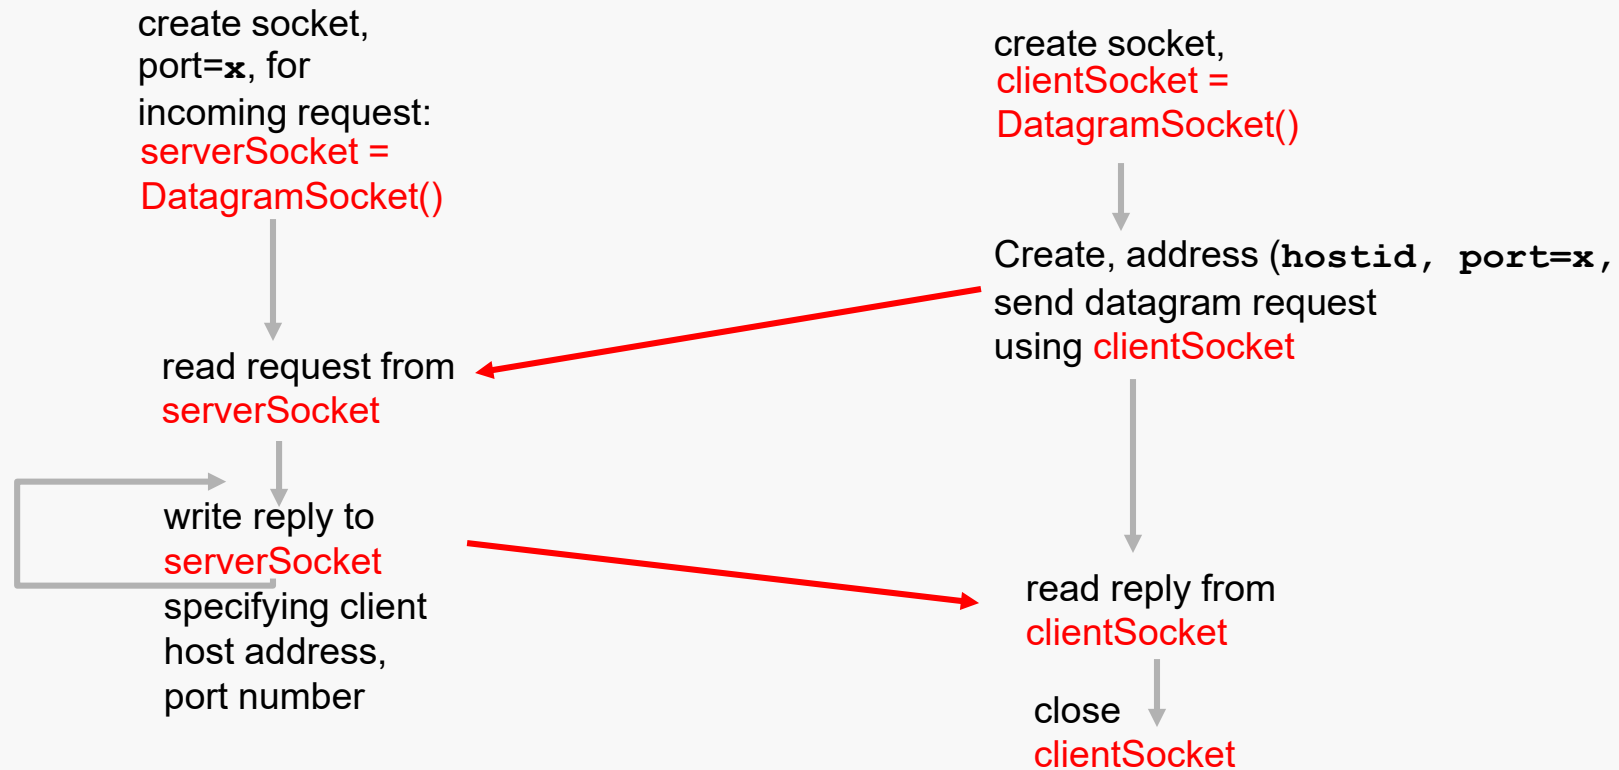 create socket,
port=x, for
incoming request:
serverSocket =
DatagramSocket()
read request from
serverSocket
write reply to
serverSocket
specifying client
host address,
port number
create socket,
clientSocket =
DatagramSocket()
Create, address (hostid, port=x,
send datagram request
using clientSocket
read reply from
clientSocket
close
clientSocket